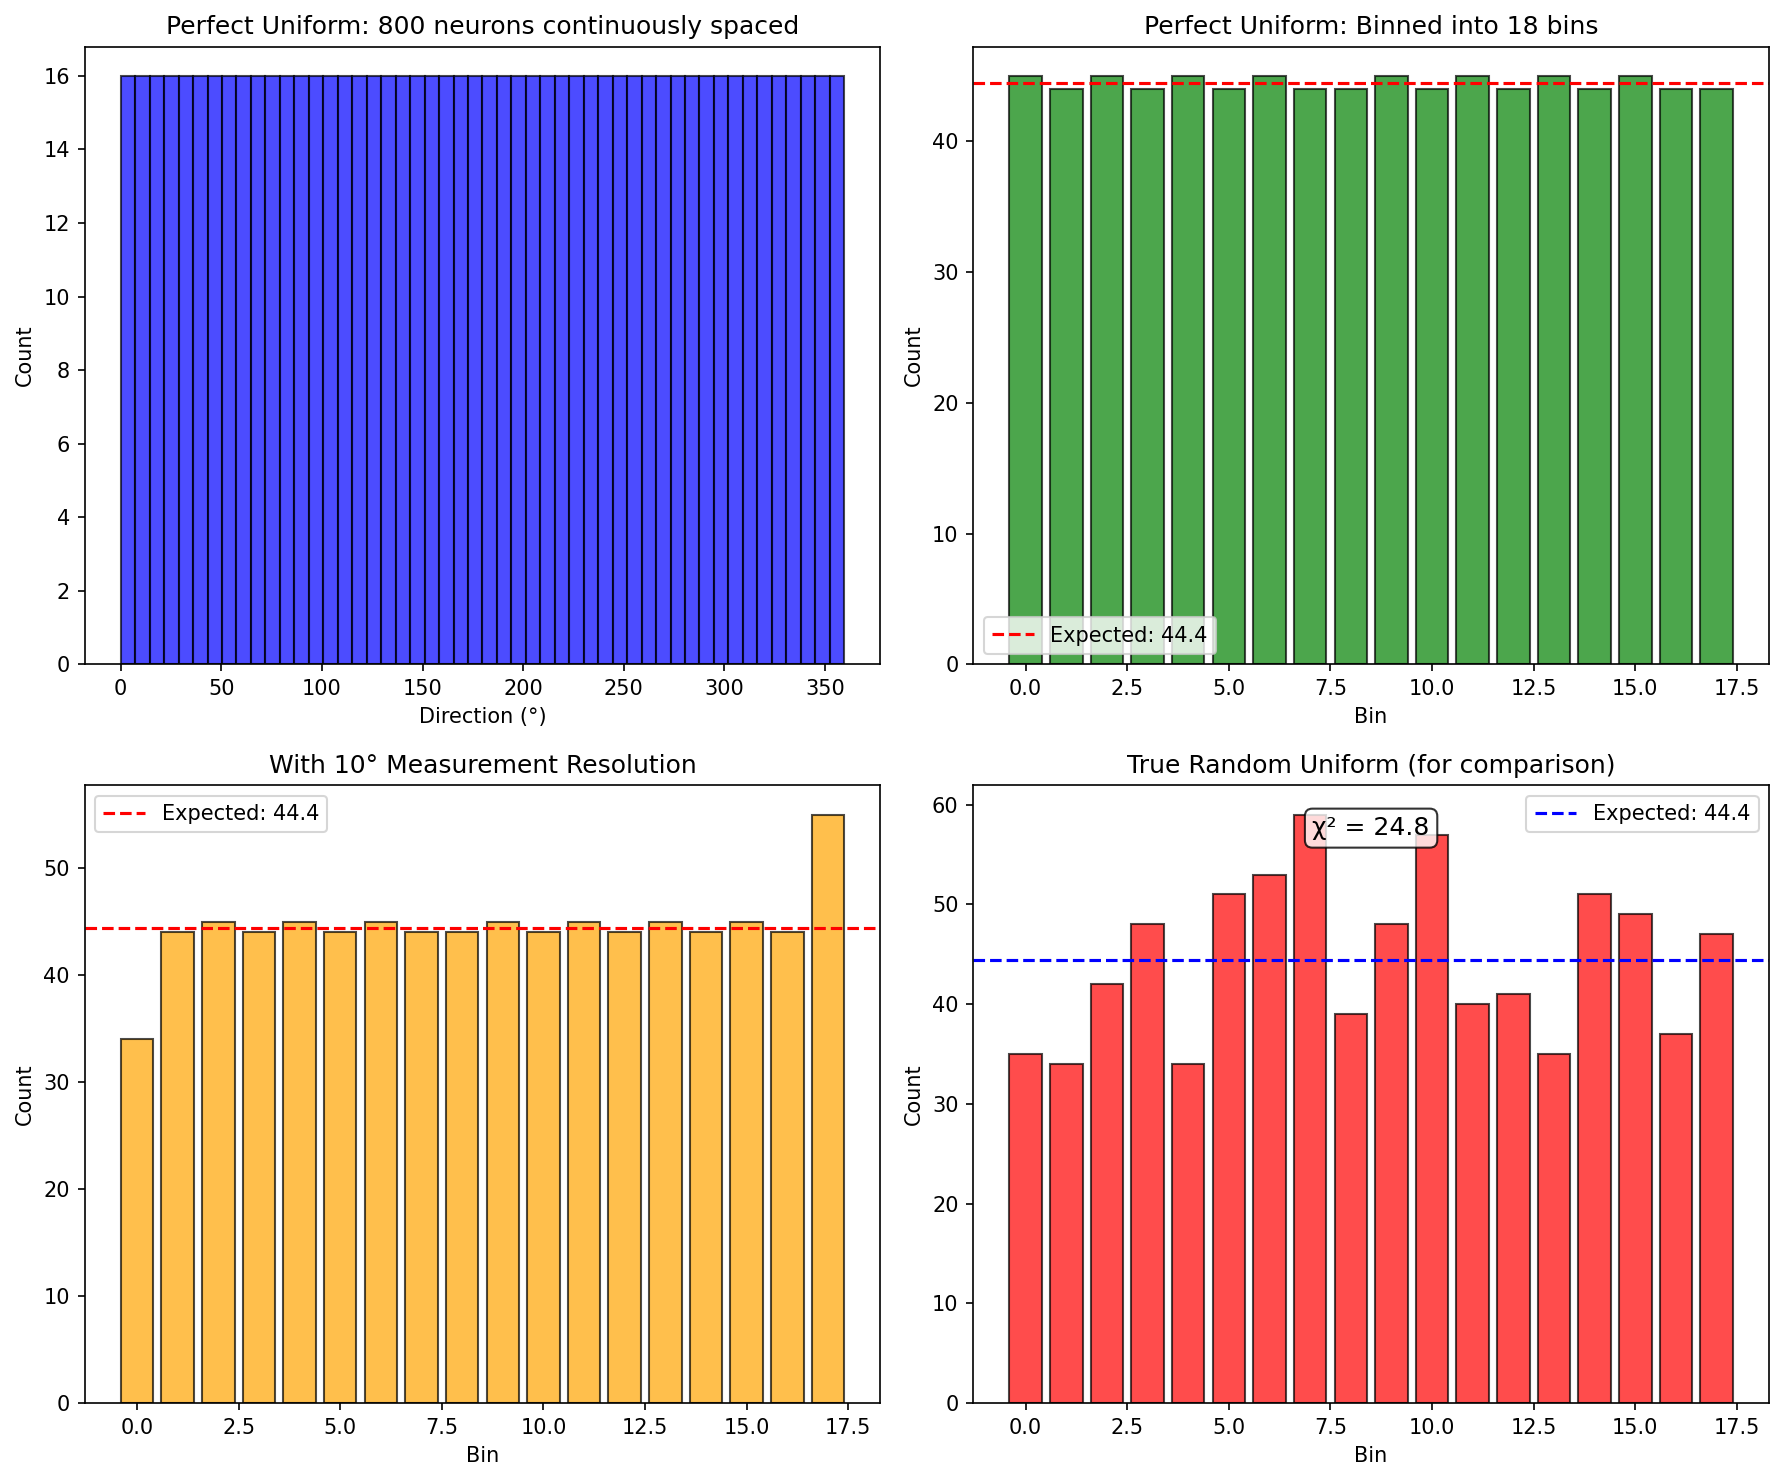 Perfect Uniform: 800 neurons continuously spaced
Count
16
14
12
10
8
6
4
2
0
0 50 100 150 200 250 300 350
Direction (°)
Perfect Uniform: Binned into 18 bins
Count
40
30
20
10
0
Expected: 44.4
0.0 2.5 5.0 7.5 10.0 12.5 15.0 17.5
Bin
With 10° Measurement Resolution
Expected: 44.4
Count
50
40
30
20
10
0
0.0 2.5 5.0 7.5 10.0 12.5 15.0 17.5
Bin
True Random Uniform (for comparison)
χ² = 24.8
Expected: 44.4
Count
60
50
40
30
20
10
0
0.0 2.5 5.0 7.5 10.0 12.5 15.0 17.5
Bin